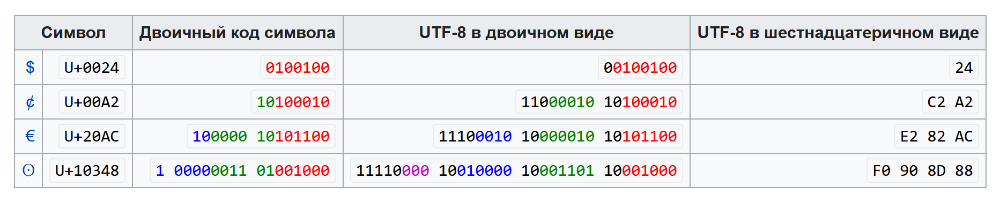 Символ Двоичный код символа UTF-8 в двоичном виде UTF-8 в шестнадцатеричном виде
$ U+0024 0100100 00100100 24
¢ U+00A2 10100010 11000010 10100010 C2 A2
€ U+20AC 100000 10101100 11100010 10000010 10101100 E2 82 AC
𐍈 U+10348 1 00000011 01001000 11110000 10010000 10001101 10001000 F0 90 8D 88